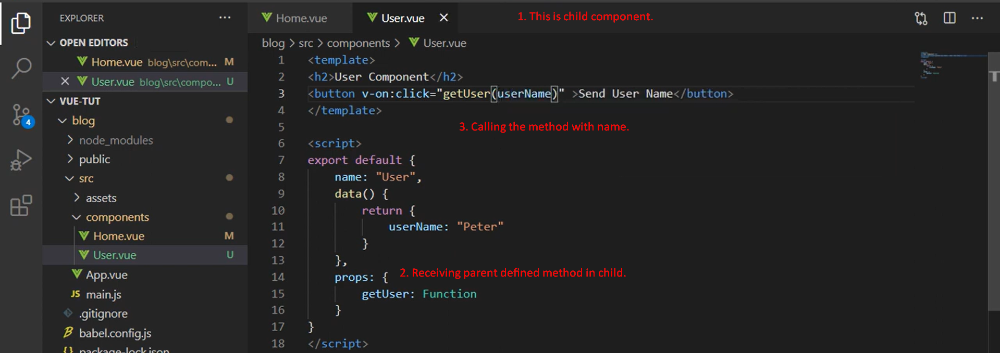 EXPLORER
···
Home.vue
User.vue
1. This is child component.
···
OPEN EDITORS
blog > src > components > User.vue
Home.vue blog\src\com... M
User.vue blog\src\compo... U
VUE-TUT
4
blog
node_modules
public
src
assets
components
Home.vue M
User.vue U
App.vue
JS main.js
.gitignore
babel.config.js
{} package-lock.json
1 <template>
2 <h2>User Component</h2>
3 <button v-on:click="getUser(userName)" >Send User Name</button>
4 </template>
5
3. Calling the method with name.
6 <script>
7 export default {
8 name: "User",
9 data() {
10 return {
11 userName: "Peter"
12 }
13 },
2. Receiving parent defined method in child.
14 props: {
15 getUser: Function
16 }
17 }
18 </script>